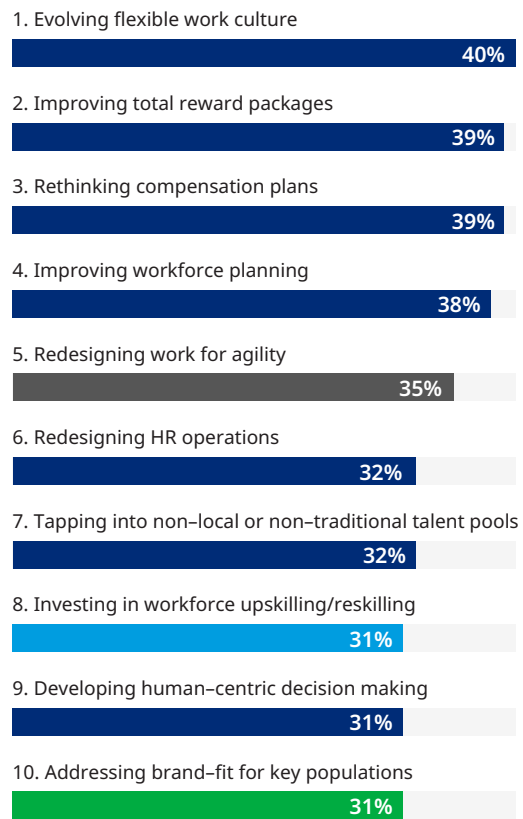 1. Evolving flexible work culture
40%
2. Improving total reward packages
39%
3. Rethinking compensation plans
39%
4. Improving workforce planning
38%
5. Redesigning work for agility
35%
6. Redesigning HR operations
32%
7. Tapping into non–local or non–traditional talent pools
32%
8. Investing in workforce upskilling/reskilling
31%
9. Developing human–centric decision making
31%
10. Addressing brand–fit for key populations
31%